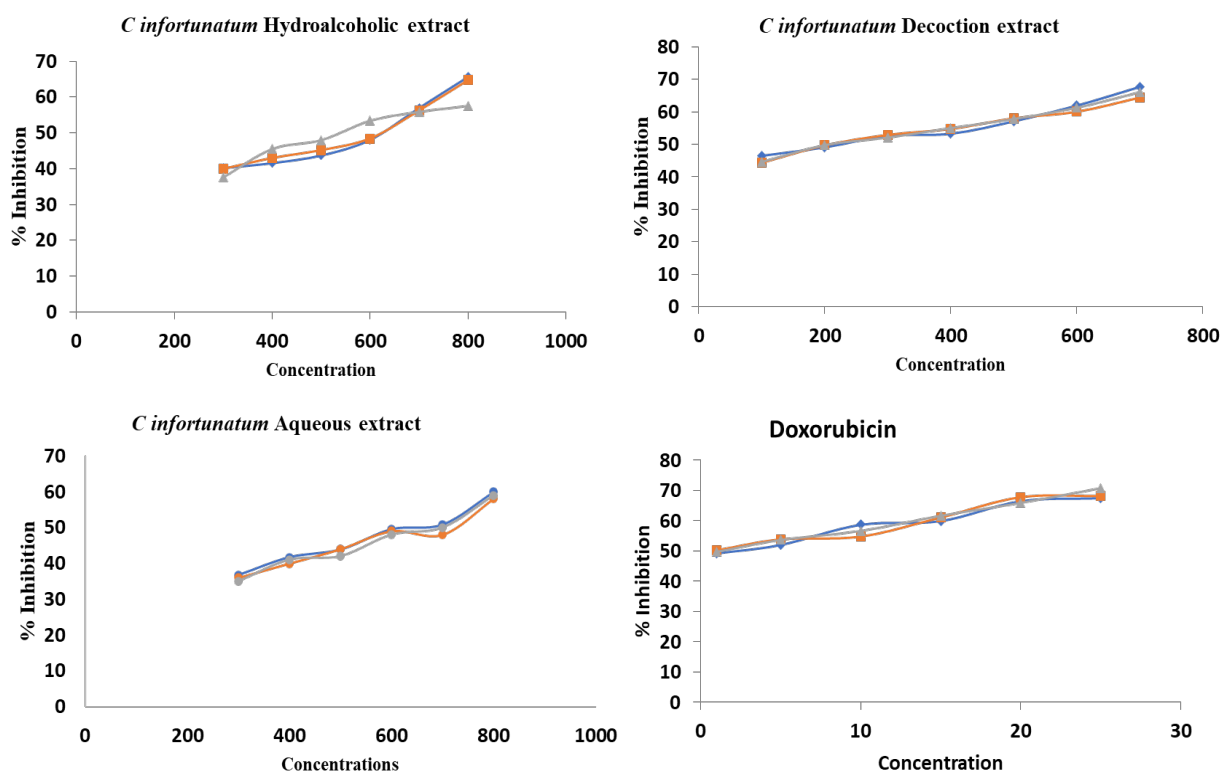 C infortunatum Hydroalcoholic extract
70
60
50
40
30
20
10
0
% Inhibition
0 200 400 600 800 1000
Concentration
C infortunatum Decoction extract
80
70
60
50
40
30
20
10
0
% Inhibition
0 200 400 600 800
Concentration
C infortunatum Aqueous extract
70
60
50
40
30
20
10
0
% Inhibition
0 200 400 600 800 1000
Concentrations
Doxorubicin
80
70
60
50
40
30
20
10
0
% Inhibition
0 10 20 30
Concentration